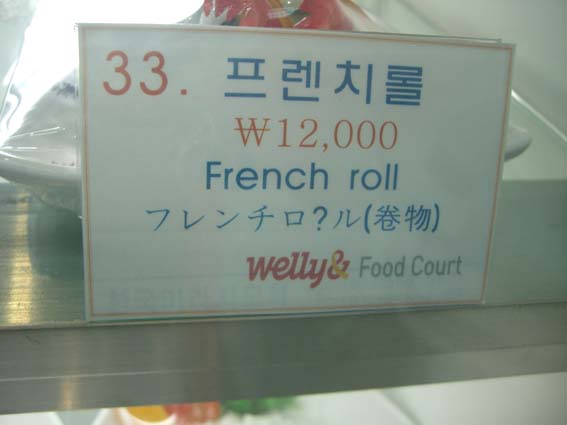 33. 프렌치롤
₩12,000
French roll
フレンチロ?ル(巻物)
welly& Food Court